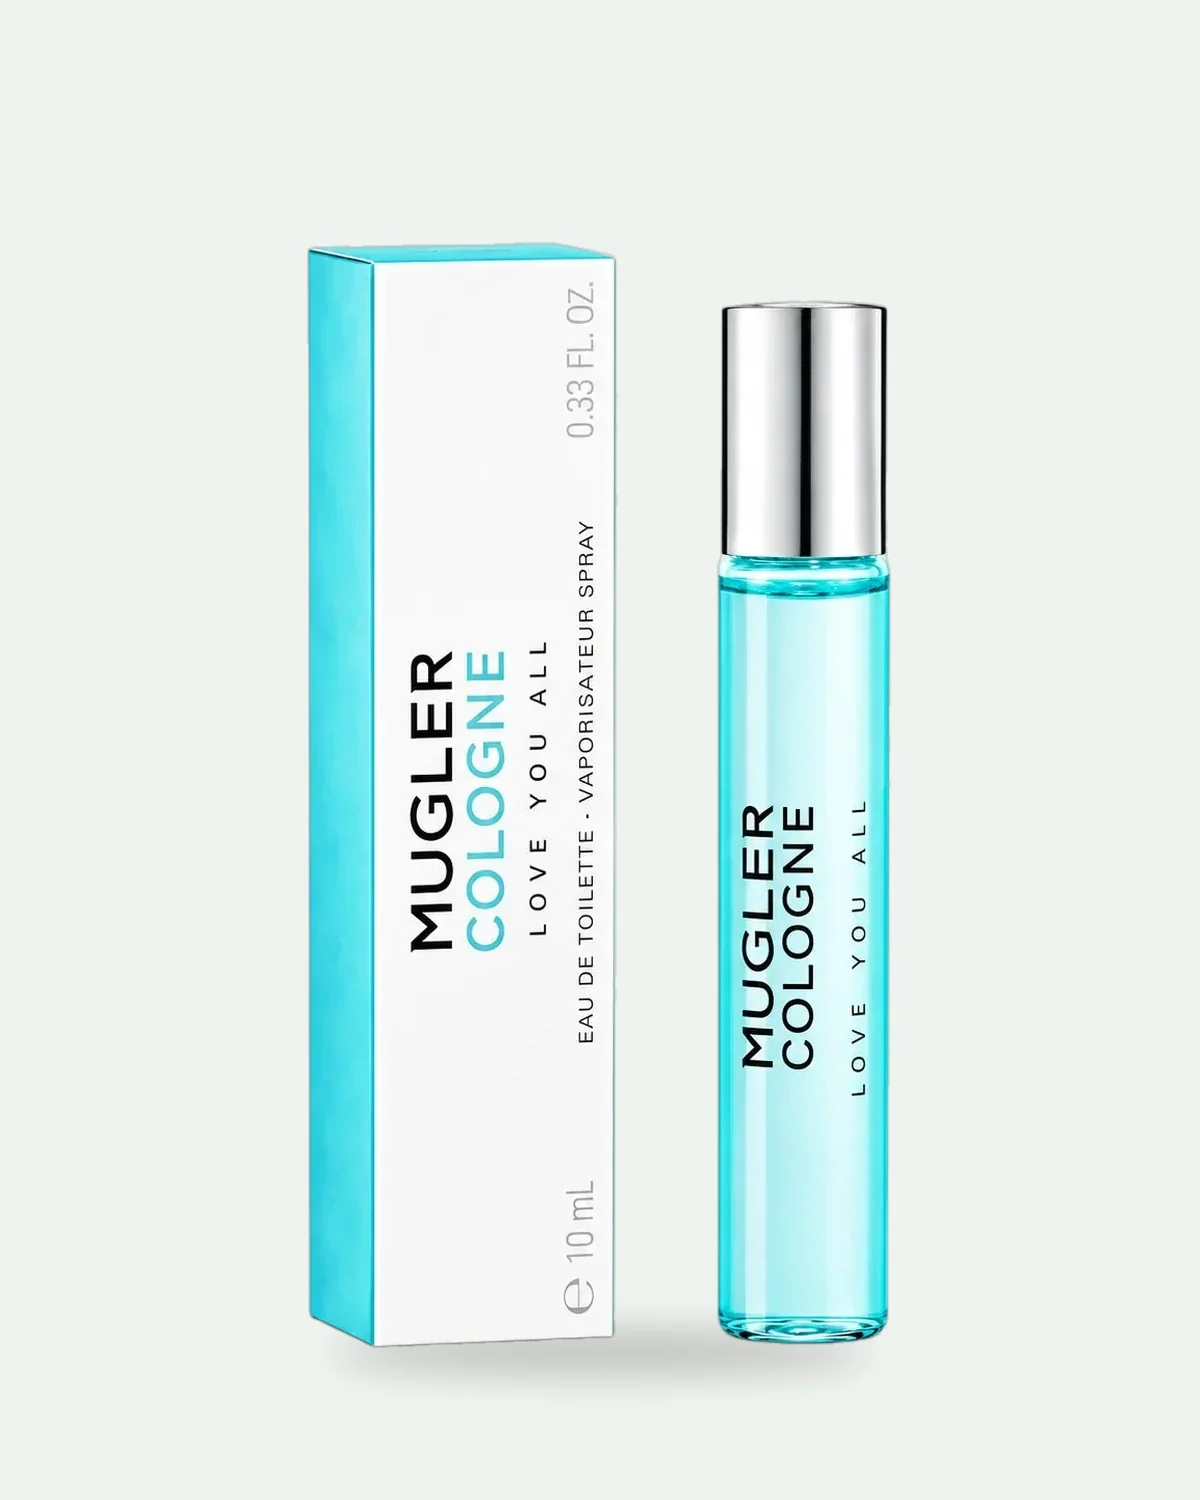 MUGLER
COLOGNE
LOVE YOU ALL
EAU DE TOILETTE - VAPORISATEUR SPRAY
℮ 10 mL
0.33 FL. OZ.
MUGLER
COLOGNE
LOVE YOU ALL